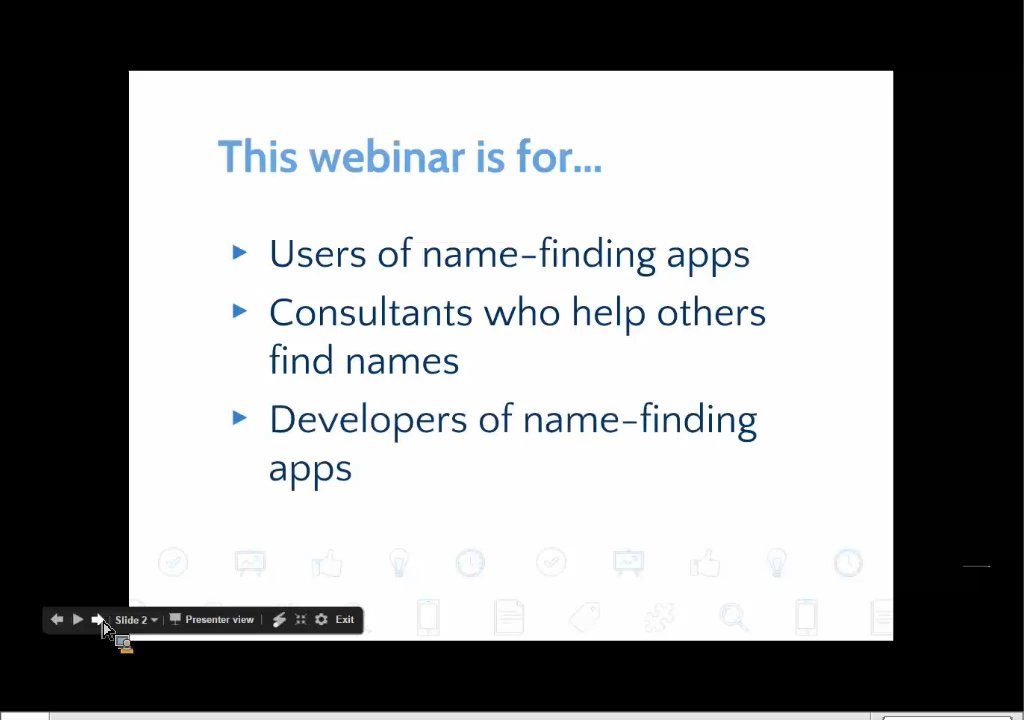 This webinar is for...
Users of name-finding apps
Consultants who help others
find names
Developers of name-finding
apps
Slide 2 Presenter view Exit